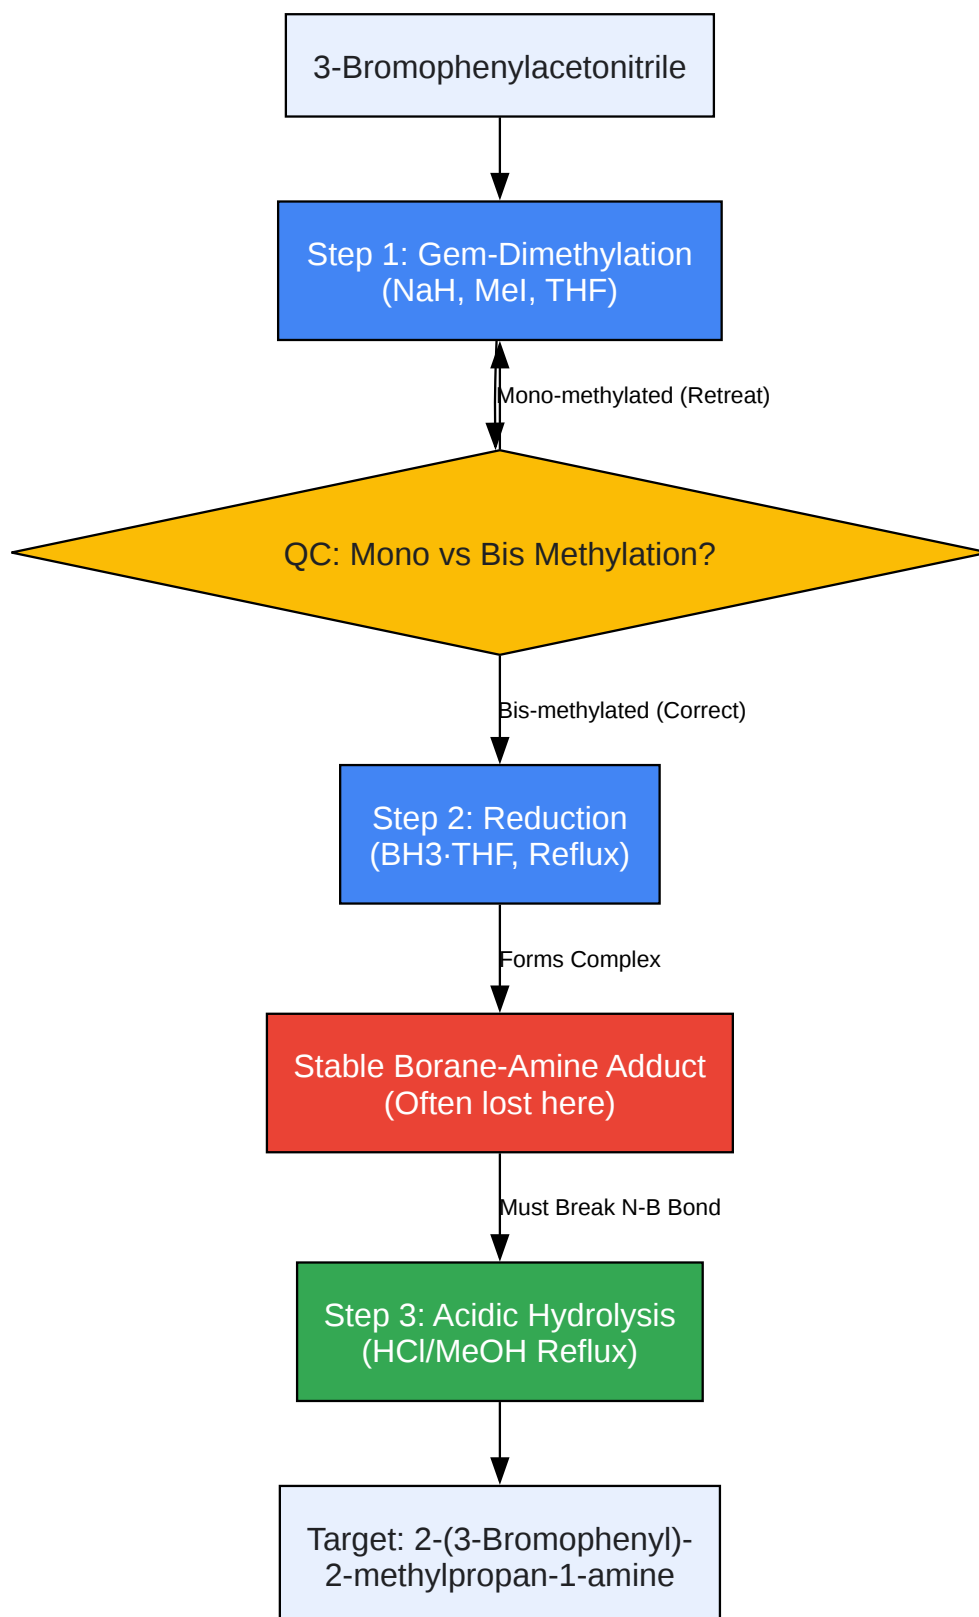 3-Bromophenylacetonitrile
Step 1: Gem-Dimethylation
(NaH, MeI, THF)
Mono-methylated (Retreat)
QC: Mono vs Bis Methylation?
Bis-methylated (Correct)
Step 2: Reduction
(BH3·THF, Reflux)
Forms Complex
Stable Borane-Amine Adduct
(Often lost here)
Must Break N-B Bond
Step 3: Acidic Hydrolysis
(HCl/MeOH Reflux)
Target: 2-(3-Bromophenyl)-
2-methylpropan-1-amine